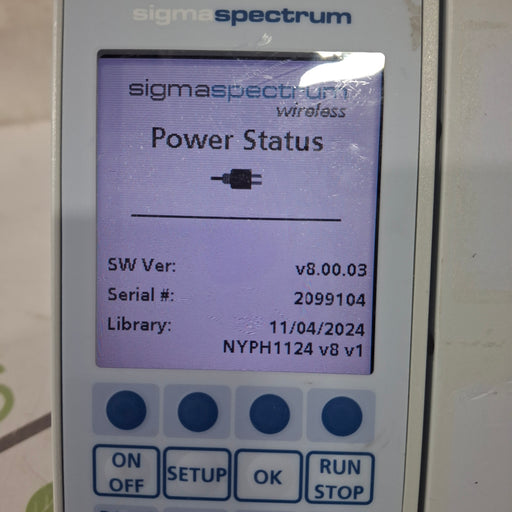 sigmaspectrum
sigmaspectrum
wireless
Power Status
SW Ver: v8.00.03
Serial #: 2099104
Library: 11/04/2024
NYPH1124 v8 v1
ON OFF
SETUP
OK
RUN STOP